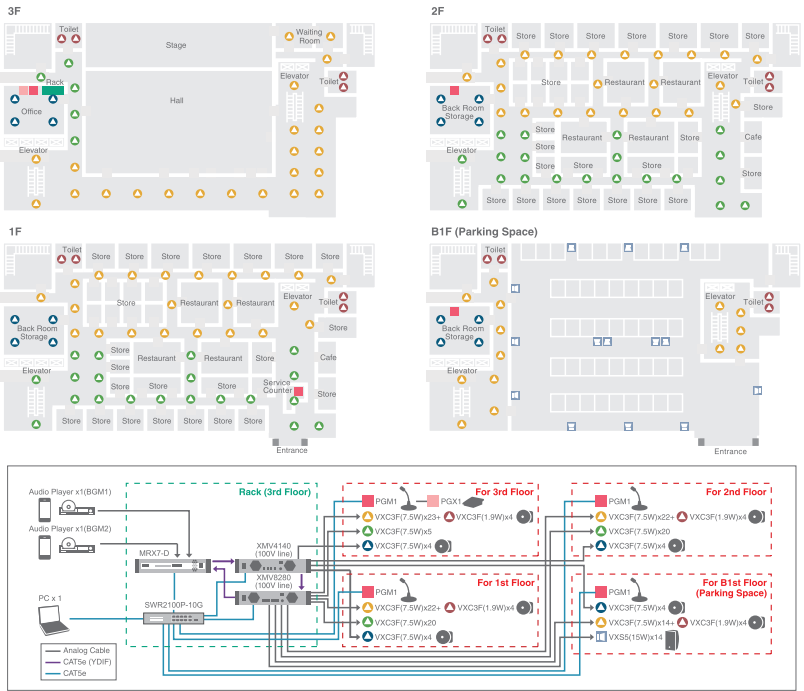 3F
Toilet
Stage
Waiting
Room
Elevator
Toilet
Rack
Office
Hall
Elevator
2F
Toilet
Store
Store
Store
Store
Store
Store
Store
Restaurant
Restaurant
Elevator
Toilet
Back Room
Storage
Store
Store
Restaurant
Restaurant
Store
Cafe
Store
Store
Elevator
Store
Store
Store
Store
Store
Store
Store
Store
1F
Toilet
Store
Store
Store
Store
Store
Store
Store
Restaurant
Restaurant
Elevator
Toilet
Back Room
Storage
Store
Store
Restaurant
Restaurant
Store
Cafe
Store
Store
Elevator
Service
Counter
Store
Store
Store
Store
Store
Store
Store
Store
Entrance
B1F (Parking Space)
Toilet
Elevator
Toilet
Back Room
Storage
Elevator
Entrance
Audio Player x1(BGM1)
Audio Player x1(BGM2)
PC x 1
Rack (3rd Floor)
MRX7-D
XMV4140
(100V line)
XMV8280
(100V line)
SWR2100P-10G
Analog Cable
CAT5e (YDIF)
CAT5e
For 3rd Floor
PGM1
PGX1
VXC3F(7.5W)x23+
VXC3F(1.9W)x4
VXC3F(7.5W)x5
VXC3F(7.5W)x4
For 1st Floor
PGM1
VXC3F(7.5W)x22+
VXC3F(1.9W)x4
VXC3F(7.5W)x20
VXC3F(7.5W)x4
For 2nd Floor
PGM1
VXC3F(7.5W)x22+
VXC3F(1.9W)x4
VXC3F(7.5W)x20
VXC3F(7.5W)x4
For B1st Floor
(Parking Space)
PGM1
VXC3F(7.5W)x4
VXC3F(7.5W)x14+
VXC3F(1.9W)x4
VXS5(15W)x14